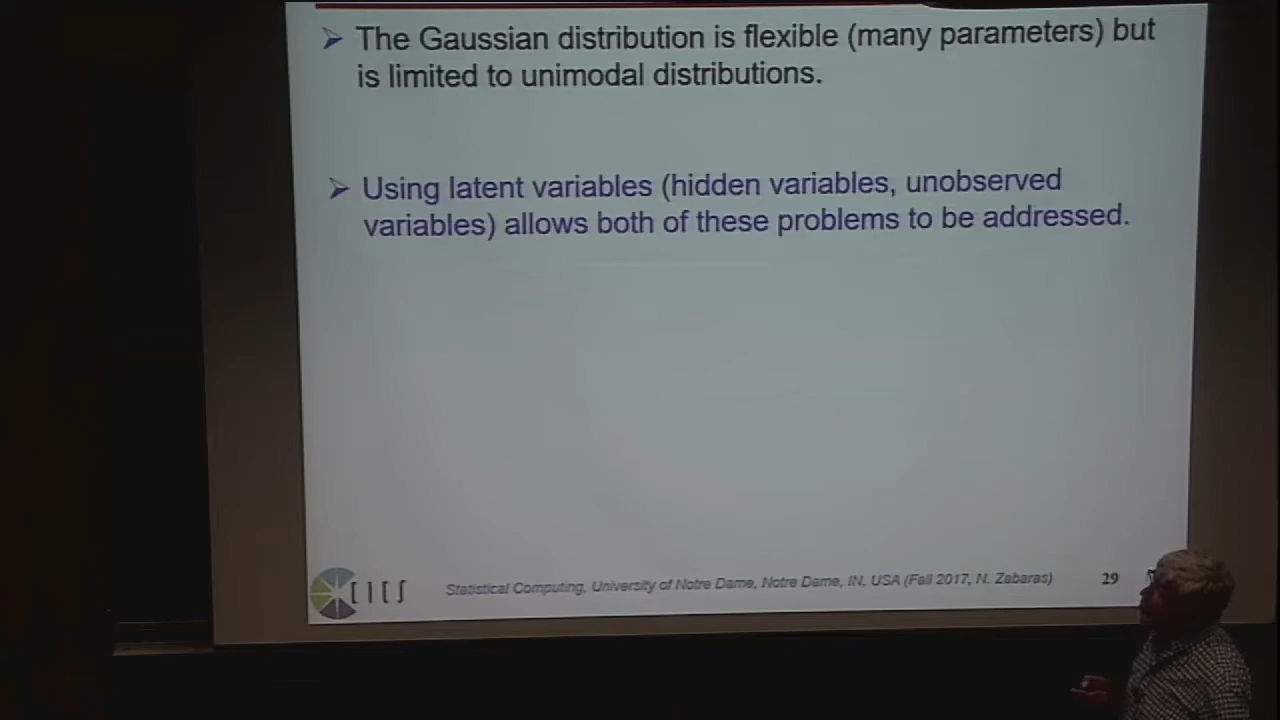 ➢ The Gaussian distribution is flexible (many parameters) but
is limited to unimodal distributions.
➢ Using latent variables (hidden variables, unobserved
variables) allows both of these problems to be addressed.
CICS
Statistical Computing, University of Notre Dame, Notre Dame, IN, USA (Fall 2017, N. Zabaras)
29